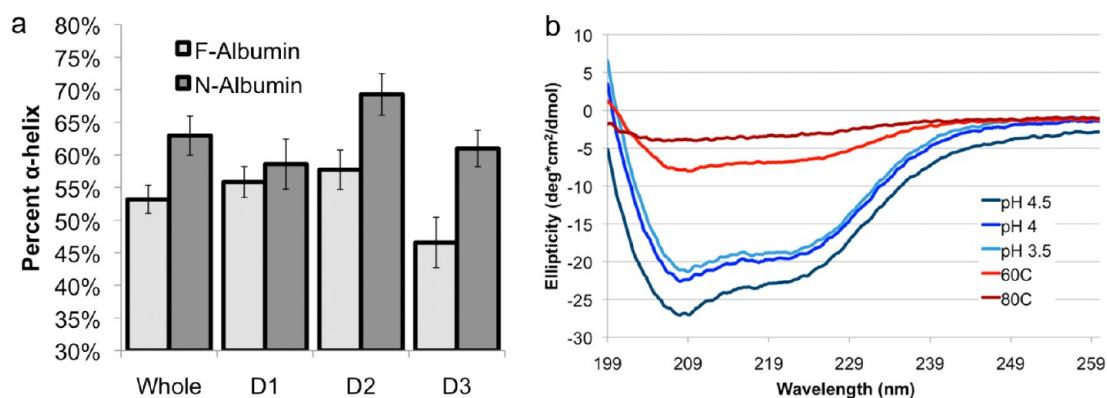 a
80%
75%
70%
65%
60%
55%
50%
45%
40%
35%
30%
Percent α-helix
F-Albumin
N-Albumin
Whole D1 D2 D3
b
10
5
0
-5
-10
-15
-20
-25
-30
Ellipticity (deg*cm²/dmol)
pH 4.5
pH 4
pH 3.5
60C
80C
199 209 219 229 239 249 259
Wavelength (nm)